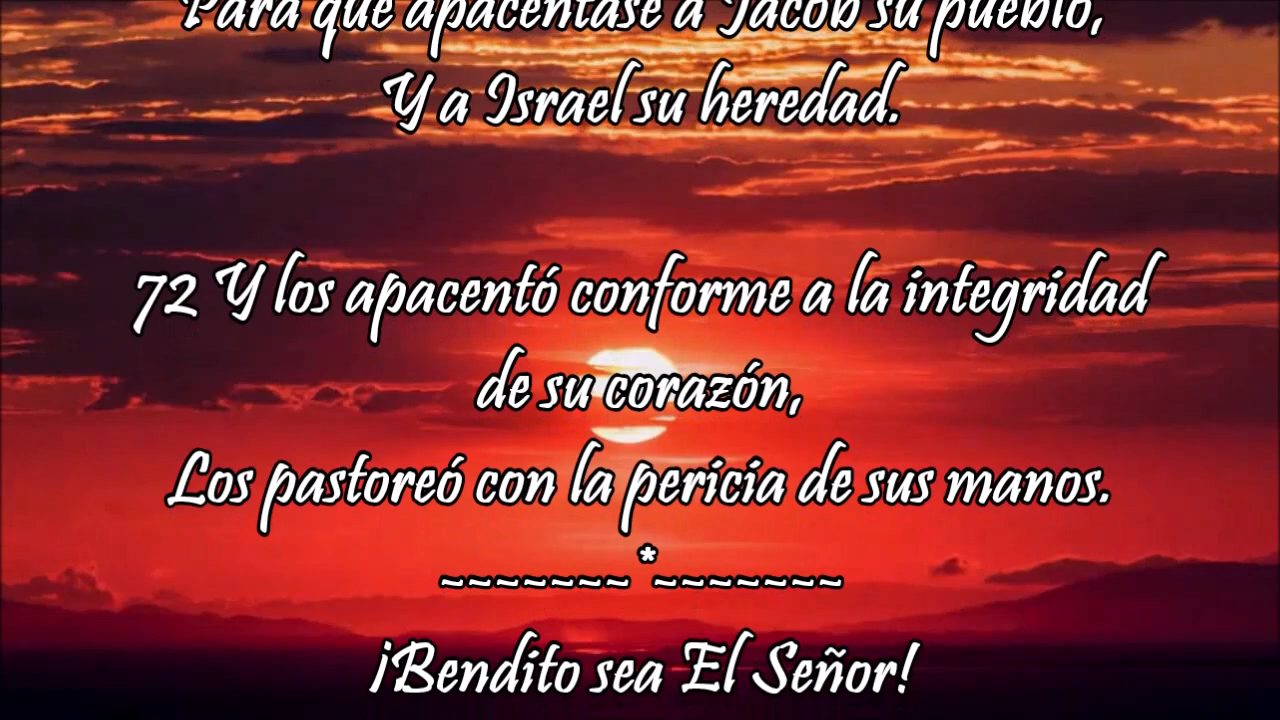 Para que apacentase a Jacob su pueblo,
Y a Israel su heredad.
72 Y los apacentó conforme a la integridad
de su corazón,
Los pastoreó con la pericia de sus manos.
~~~~~~~*~~~~~~~
¡Bendito sea El Señor!